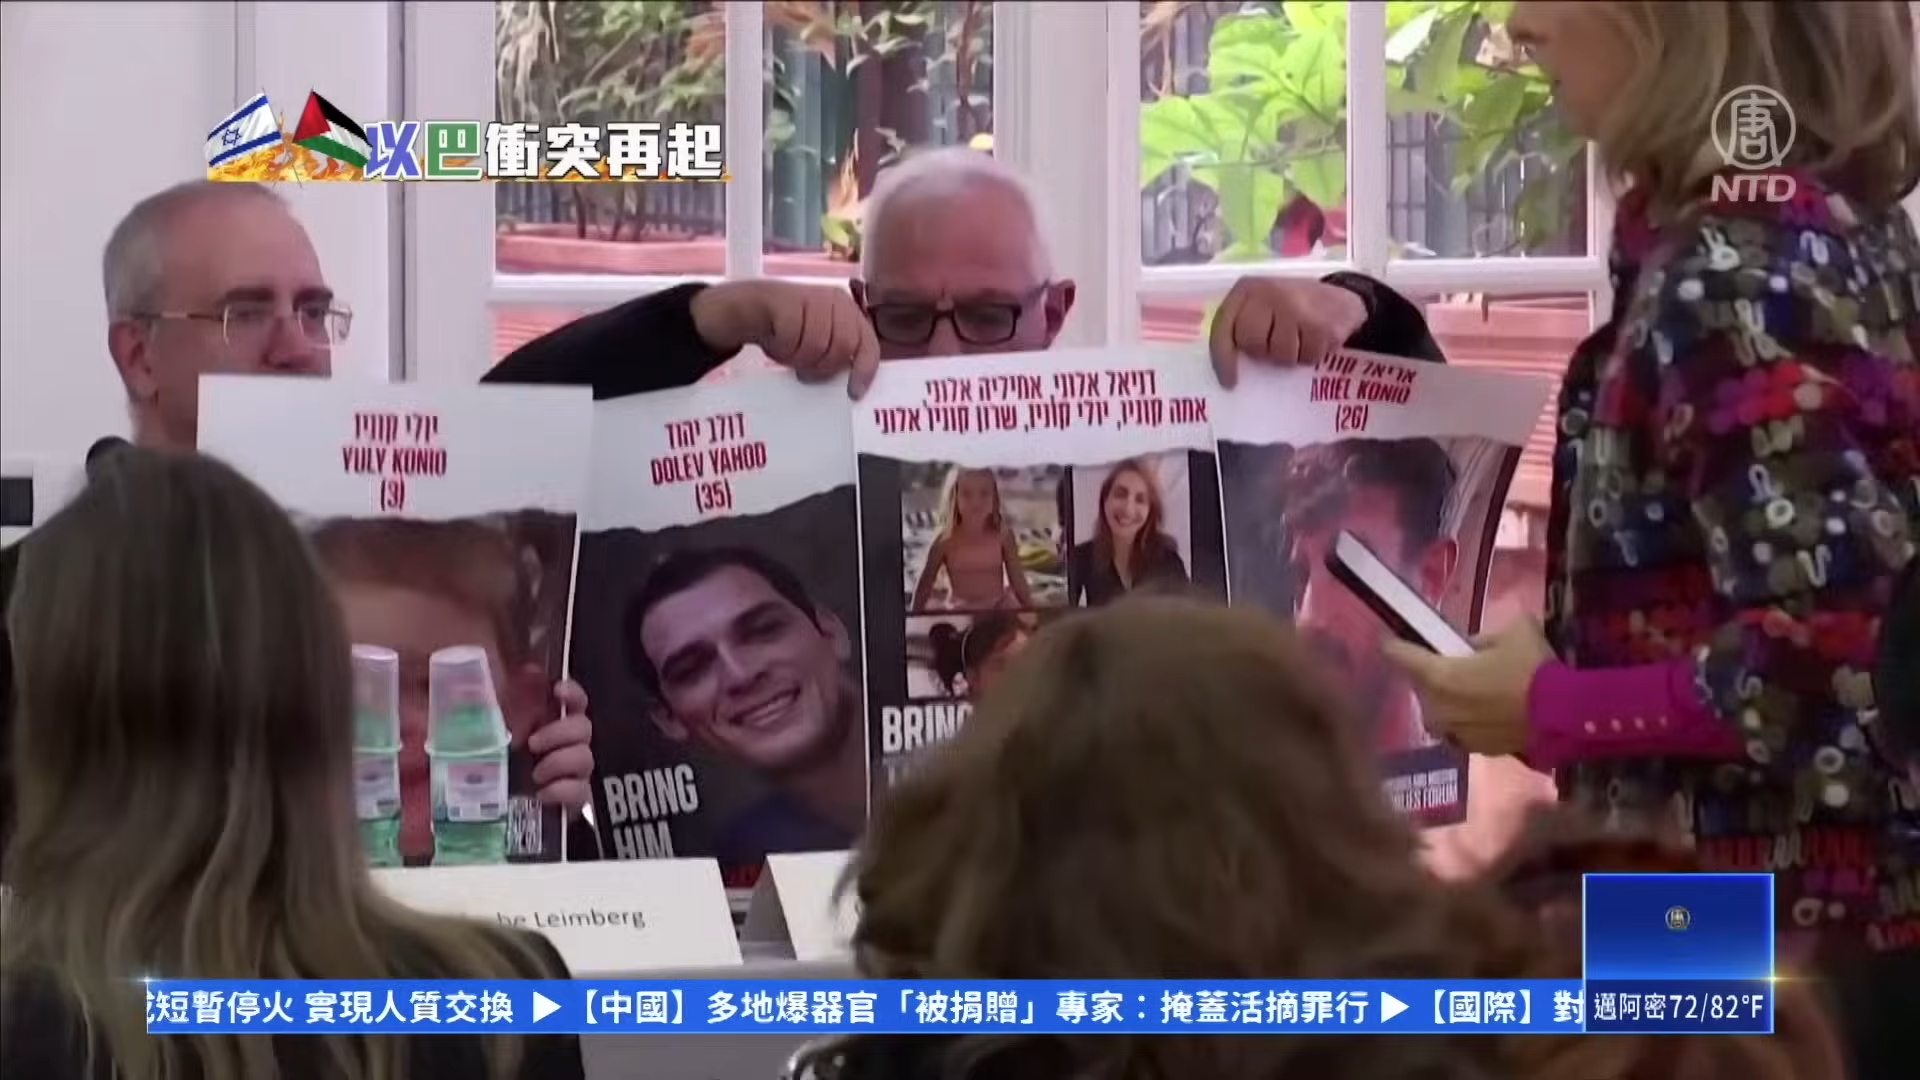 以巴衝突再起
唐
NTD
יולי קוניו
YULY KONIO
(3)
דולב יהוד
DOLEV YAHOD
(35)
BRING
HIM
דניאל אלוני, אמיליה אלוני,
אמה קוניו, יולי קוניו, שרון קוניו אלוני
BRING
אריאל קוניו
ARIEL KONIO
(26)
FORUM
Leimberg
短暫停火 實現人質交換 ▶【中國】多地爆器官「被捐贈」專家：掩蓋活摘罪行 ▶【國際】對
邁阿密72/82°F